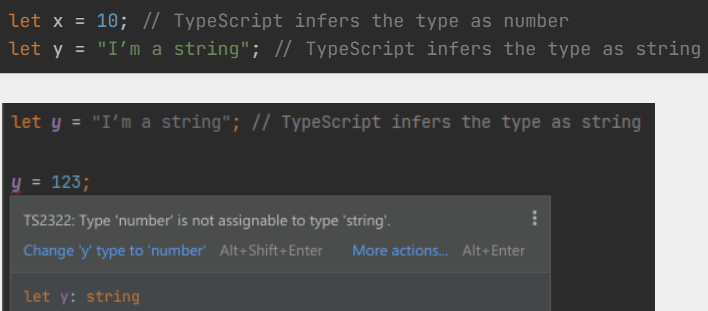 let x = 10; // TypeScript infers the type as number
let y = "I’m a string"; // TypeScript infers the type as string
let y = "I’m a string"; // TypeScript infers the type as string
y = 123;
TS2322: Type 'number' is not assignable to type 'string'.
Change 'y' type to 'number' Alt+Shift+Enter More actions... Alt+Enter
let y: string